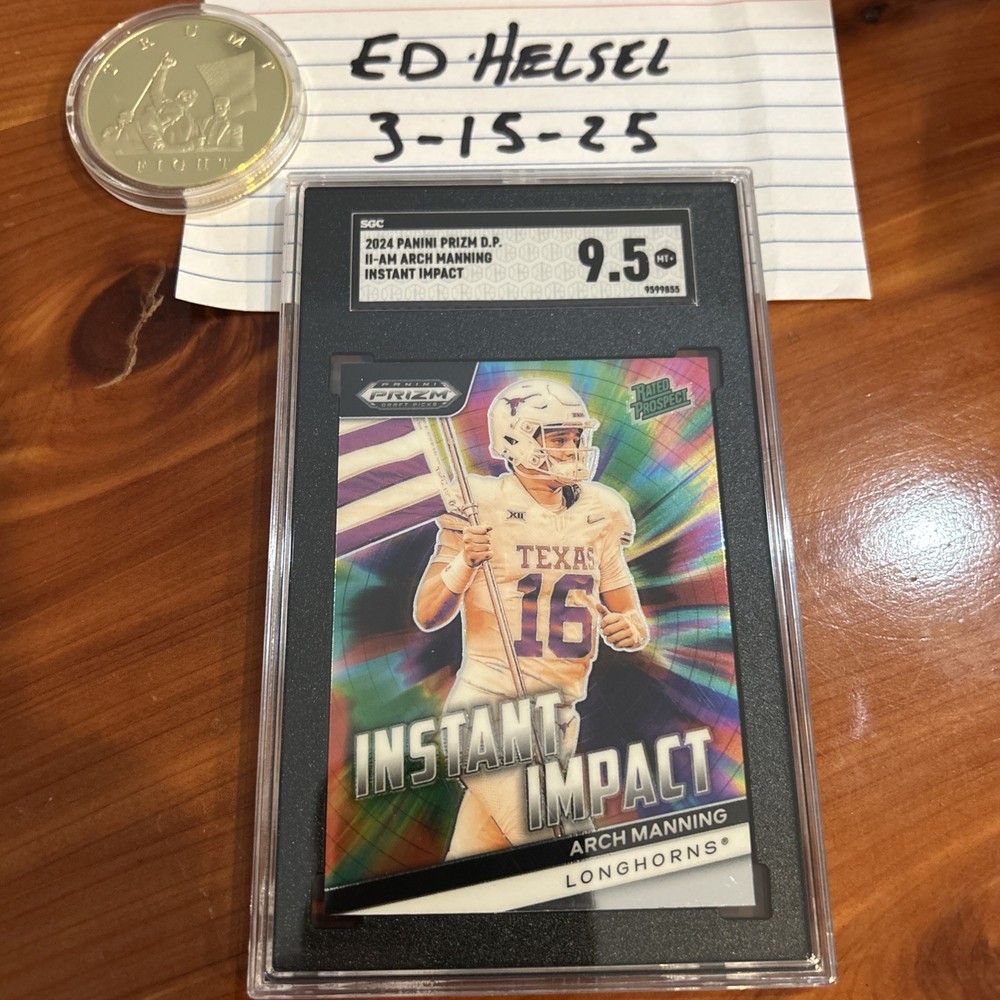 TRUMP
FIGHT
ED HELSEL
3-15-25
SGC
2024 PANINI PRIZM D.P.
II-AM ARCH MANNING
INSTANT IMPACT
9.5
MT+
9599855
PANINI
PRIZM
DRAFT PICKS
RATED
PROSPECT
XII
TEXAS
16
INSTANT
IMPACT
ARCH MANNING
LONGHORNS®